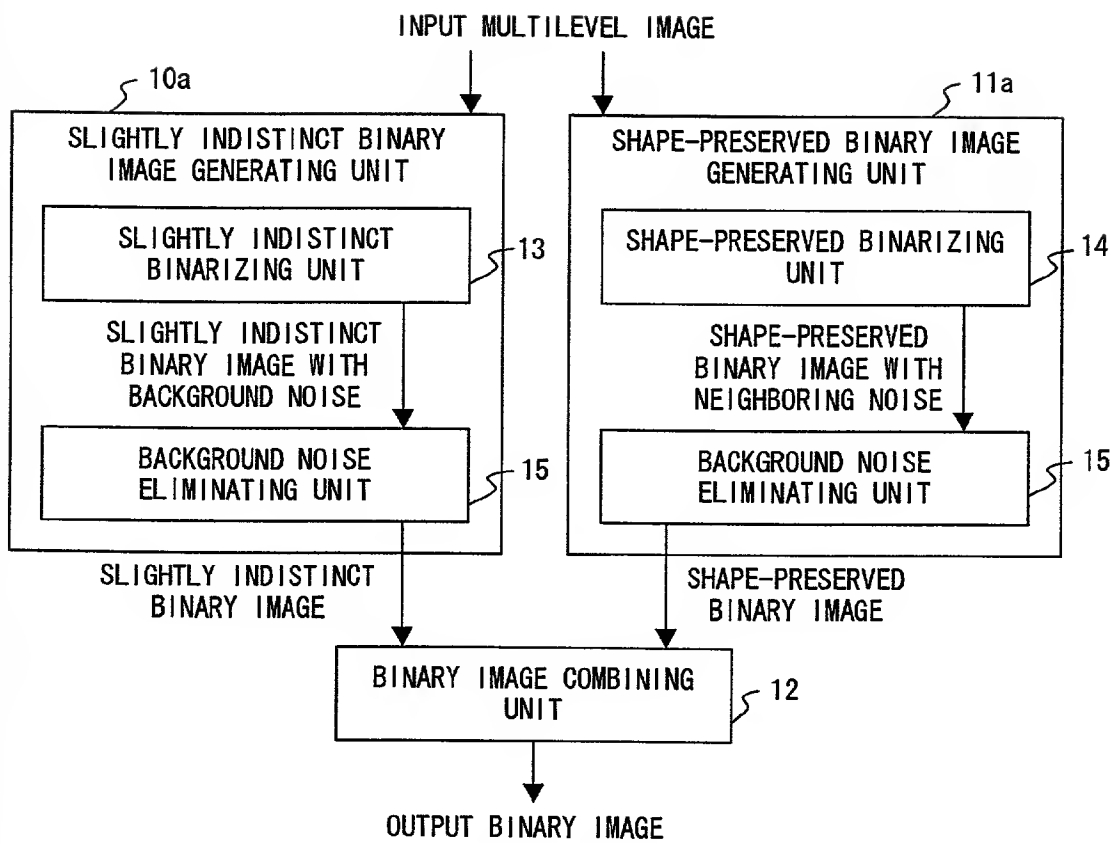 INPUT MULTILEVEL IMAGE
10a
SLIGHTLY INDISTINCT BINARY
IMAGE GENERATING UNIT
SLIGHTLY INDISTINCT
BINARIZING UNIT
13
SLIGHTLY INDISTINCT
BINARY IMAGE WITH
BACKGROUND NOISE
BACKGROUND NOISE
ELIMINATING UNIT
15
SLIGHTLY INDISTINCT
BINARY IMAGE
11a
SHAPE-PRESERVED BINARY IMAGE
GENERATING UNIT
SHAPE-PRESERVED BINARIZING
UNIT
14
SHAPE-PRESERVED
BINARY IMAGE WITH
NEIGHBORING NOISE
BACKGROUND NOISE
ELIMINATING UNIT
15
SHAPE-PRESERVED
BINARY IMAGE
BINARY IMAGE COMBINING
UNIT
12
OUTPUT BINARY IMAGE